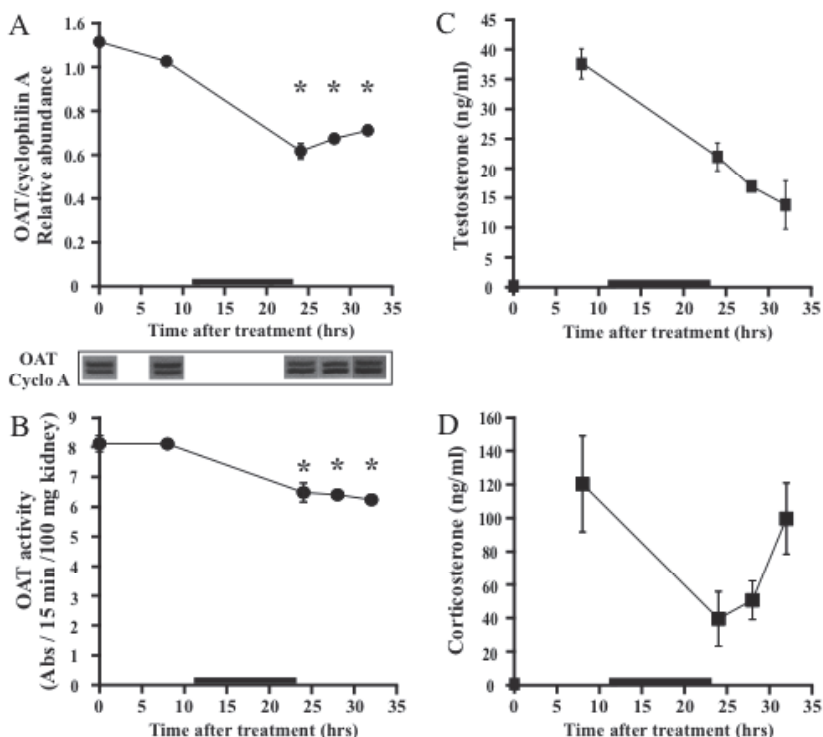 A
1.6
1.0
0.8
0.6
0.4
1.2
0
OAT/cyclophilin A
Relative abundance
* * *
0 5 10 15 20 25 30 35
Time after treatment (hrs)
OAT
Cyclo A
B
9
8
7
6
5
4
3
2
1
0
OAT activity
(Abs / 15 min /100 mg kidney)
* * *
0 5 10 15 20 25 30 35
Time after treatment (hrs)
C
45
40
35
30
25
20
15
10
5
0
Testosterone (ng/ml)
0 5 10 15 20 25 30 35
Time after treatment (hrs)
D
160
140
120
100
80
60
40
20
0
Corticosterone (ng/ml)
0 5 10 15 20 25 30 35
Time after treatment (hrs)